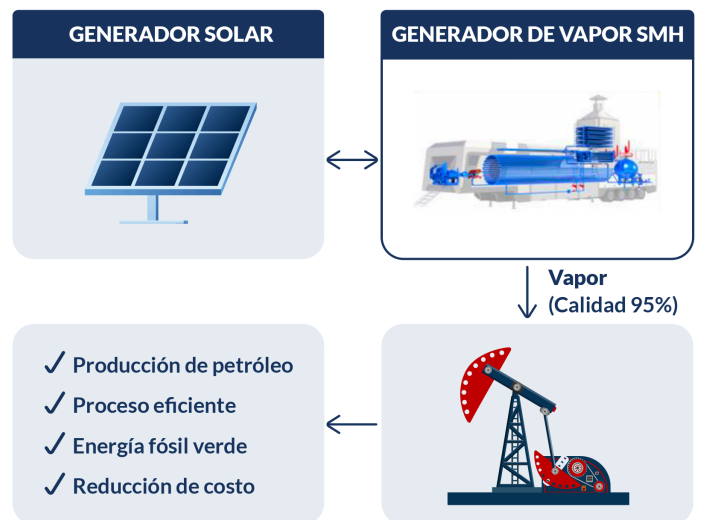 GENERADOR SOLAR
GENERADOR DE VAPOR SMH
Vapor
(Calidad 95%)
Producción de petróleo
Proceso eficiente
Energía fósil verde
Reducción de costo